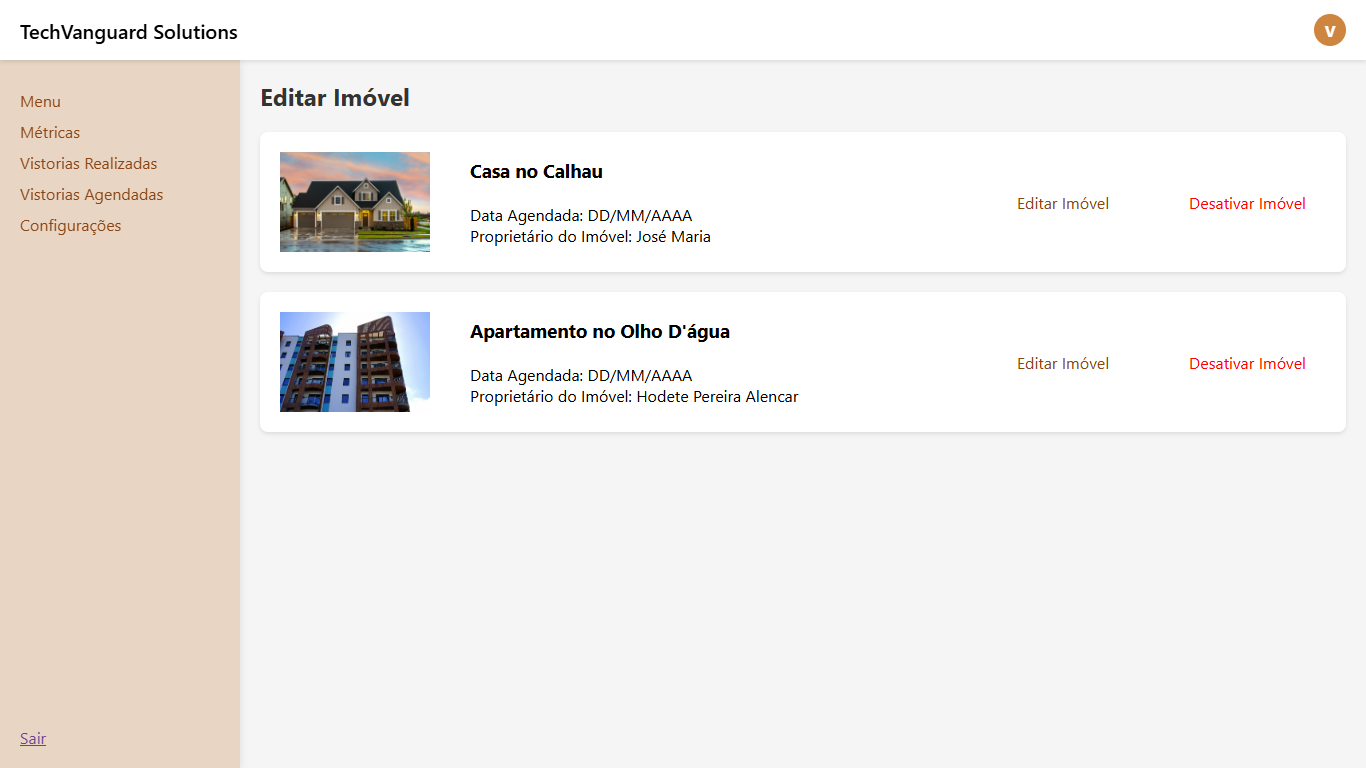 TechVanguard Solutions
V
Menu
Métricas
Vistorias Realizadas
Vistorias Agendadas
Configurações
Sair
Editar Imóvel
Casa no Calhau
Data Agendada: DD/MM/AAAA
Proprietário do Imóvel: José Maria
Editar Imóvel
Desativar Imóvel
Apartamento no Olho D'água
Data Agendada: DD/MM/AAAA
Proprietário do Imóvel: Hodete Pereira Alencar
Editar Imóvel
Desativar Imóvel